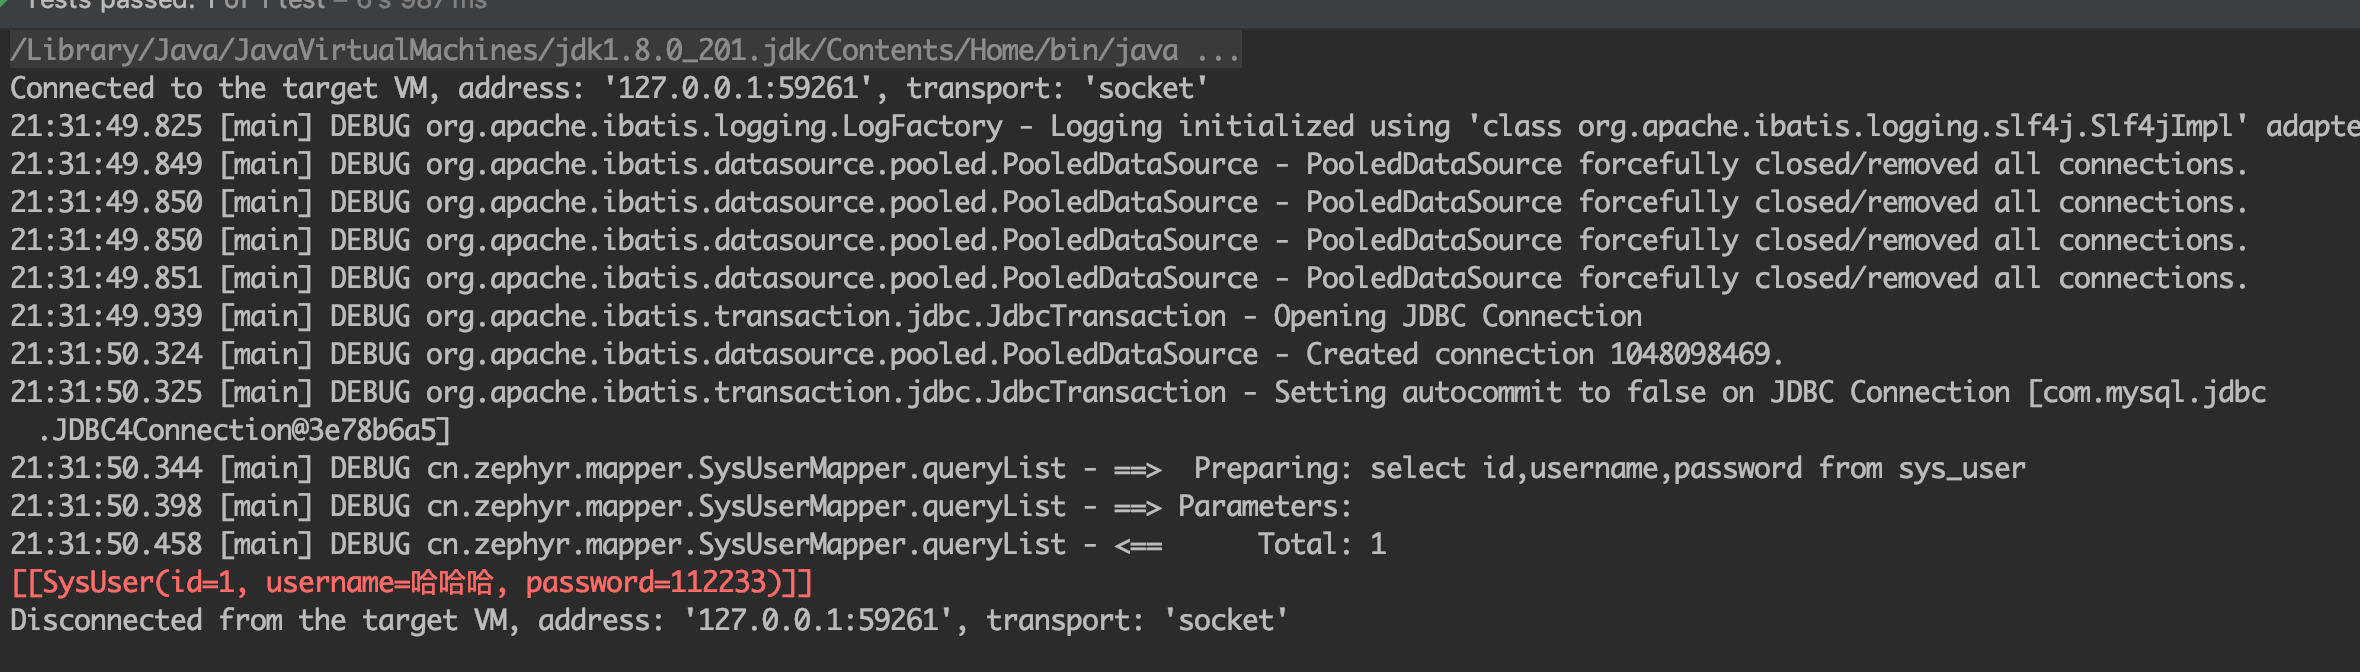 Tests passed: 1 of 1 test – 6 s 987 ms
/Library/Java/JavaVirtualMachines/jdk1.8.0_201.jdk/Contents/Home/bin/java ...
Connected to the target VM, address: '127.0.0.1:59261', transport: 'socket'
21:31:49.825 [main] DEBUG org.apache.ibatis.logging.LogFactory - Logging initialized using 'class org.apache.ibatis.logging.slf4j.Slf4jImpl' adapte
21:31:49.849 [main] DEBUG org.apache.ibatis.datasource.pooled.PooledDataSource - PooledDataSource forcefully closed/removed all connections.
21:31:49.850 [main] DEBUG org.apache.ibatis.datasource.pooled.PooledDataSource - PooledDataSource forcefully closed/removed all connections.
21:31:49.850 [main] DEBUG org.apache.ibatis.datasource.pooled.PooledDataSource - PooledDataSource forcefully closed/removed all connections.
21:31:49.851 [main] DEBUG org.apache.ibatis.datasource.pooled.PooledDataSource - PooledDataSource forcefully closed/removed all connections.
21:31:49.939 [main] DEBUG org.apache.ibatis.transaction.jdbc.JdbcTransaction - Opening JDBC Connection
21:31:50.324 [main] DEBUG org.apache.ibatis.datasource.pooled.PooledDataSource - Created connection 1048098469.
21:31:50.325 [main] DEBUG org.apache.ibatis.transaction.jdbc.JdbcTransaction - Setting autocommit to false on JDBC Connection [com.mysql.jdbc
.JDBC4Connection@3e78b6a5]
21:31:50.344 [main] DEBUG cn.zephyr.mapper.SysUserMapper.queryList - ==>  Preparing: select id,username,password from sys_user
21:31:50.398 [main] DEBUG cn.zephyr.mapper.SysUserMapper.queryList - ==> Parameters:
21:31:50.458 [main] DEBUG cn.zephyr.mapper.SysUserMapper.queryList - <==      Total: 1
[[SysUser(id=1, username=哈哈哈, password=112233)]]
Disconnected from the target VM, address: '127.0.0.1:59261', transport: 'socket'